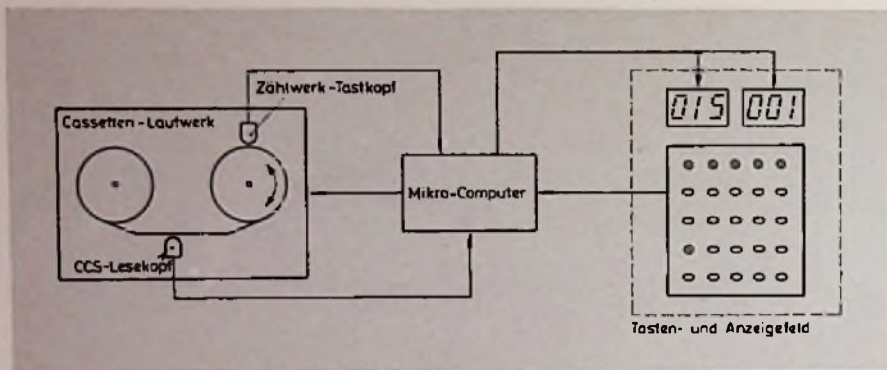 Zählwerk-Tastkopf
Cassetten-Laufwerk
015 001
Mikro-Computer
CCS-Lesekopf
Tasten- und Anzeigefeld